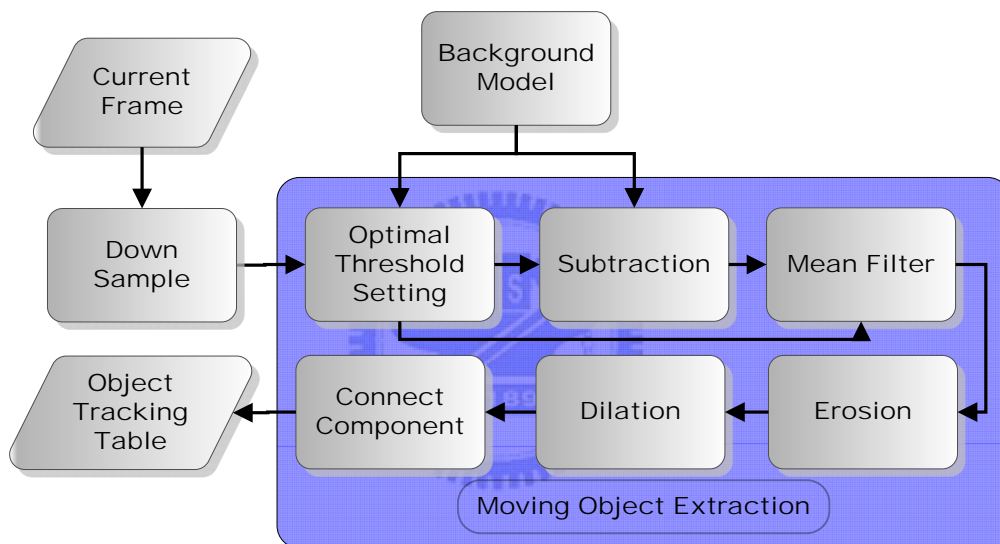 Current
Frame
Background
Model
Down
Sample
Optimal
Threshold
Setting
Subtraction
Mean Filter
Object
Tracking
Table
Connect
Component
Dilation
Erosion
Moving Object Extraction